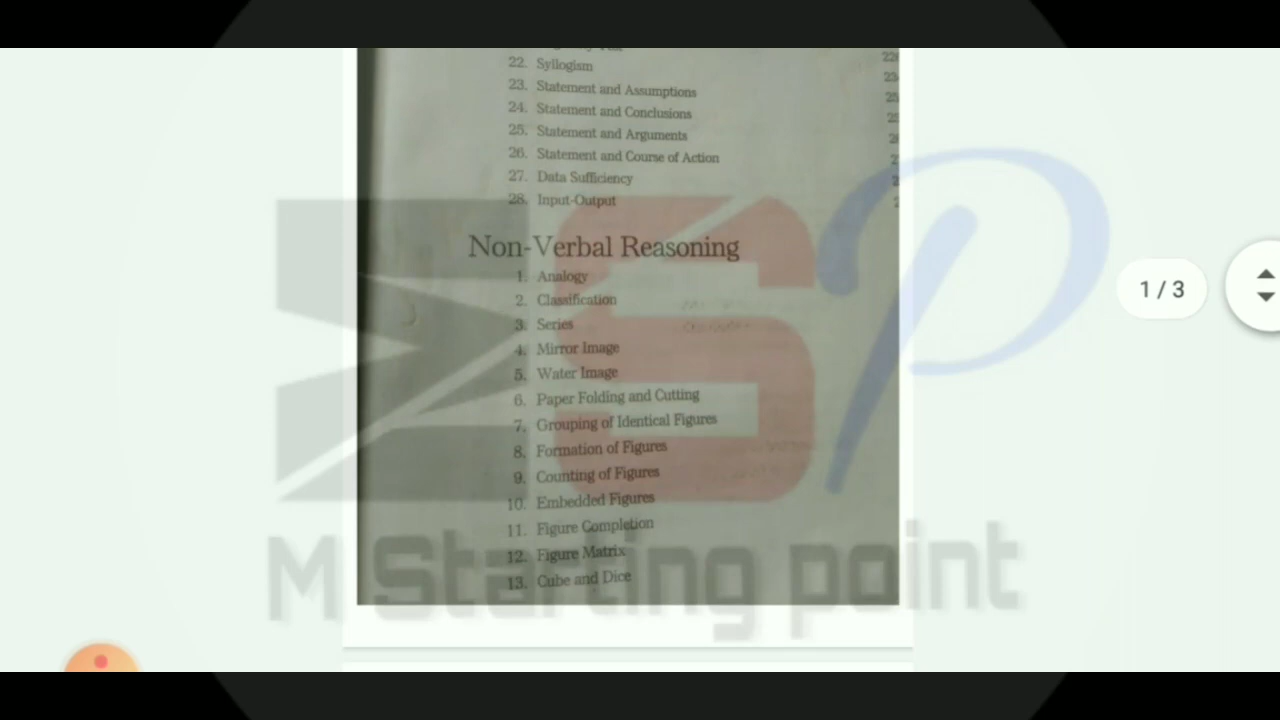 22. Syllogism
23. Statement and Assumptions
24. Statement and Conclusions
25. Statement and Arguments
26. Statement and Course of Action
27. Data Sufficiency
28. Input-Output
Non-Verbal Reasoning
1. Analogy
2. Classification
3. Series
4. Mirror Image
5. Water Image
6. Paper Folding and Cutting
7. Grouping of Identical Figures
8. Formation of Figures
9. Counting of Figures
10. Embedded Figures
11. Figure Completion
12. Figure Matrix
13. Cube and Dice
1 / 3
MSP
M Starting point